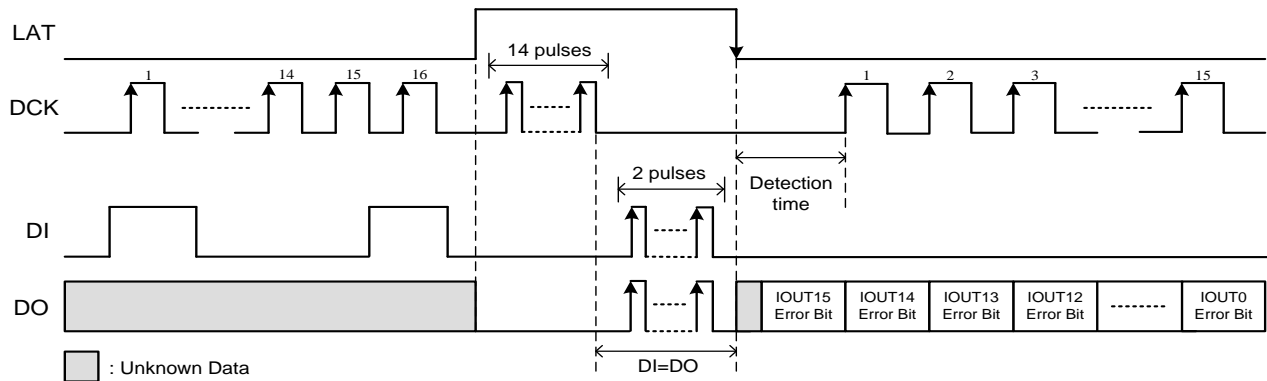 LAT
14 pulses
DCK
1
14
15
16
1
2
3
15
2 pulses
Detection
time
DI
DO
IOUT15
Error Bit
IOUT14
Error Bit
IOUT13
Error Bit
IOUT12
Error Bit
IOUT0
Error Bit
: Unknown Data
DI=DO